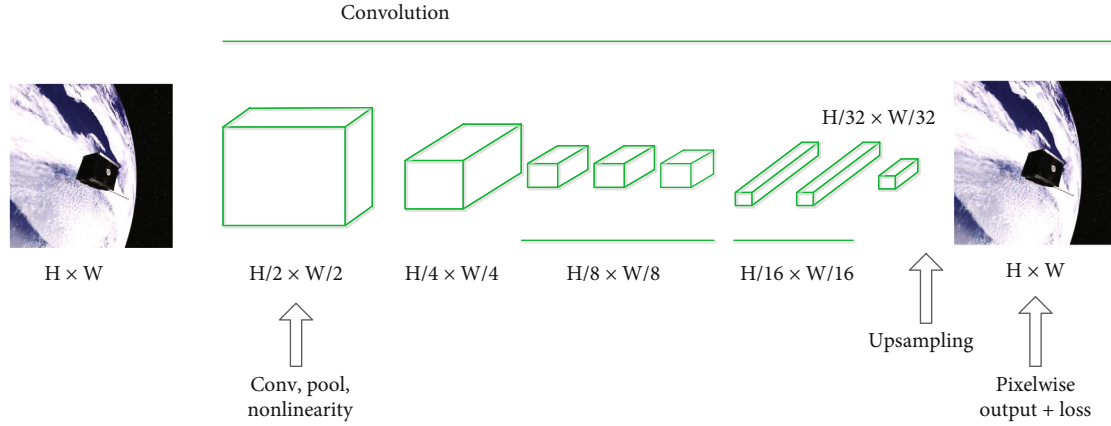 Convolution
H/32 × W/32
H × W
H/2 × W/2
H/4 × W/4
H/8 × W/8
H/16 × W/16
H × W
Upsampling
Conv, pool,
nonlinearity
Pixelwise
output + loss